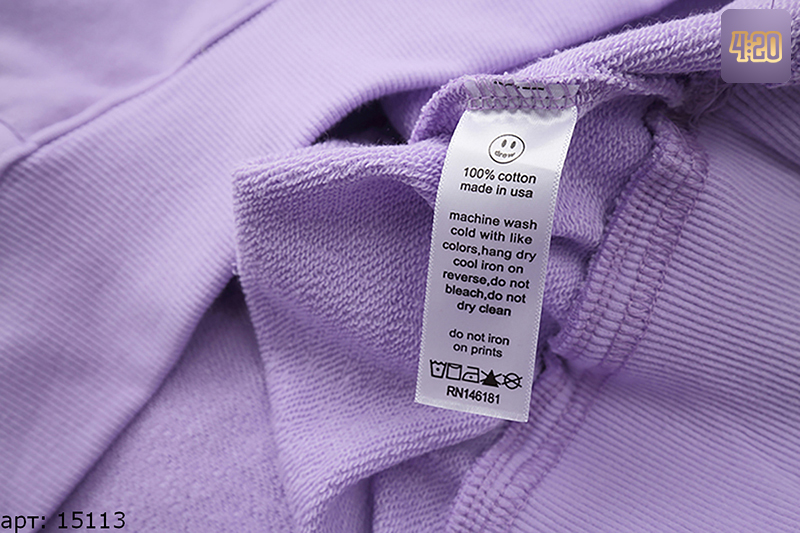 4:20
drew
100% cotton
made in usa
machine wash
cold with like
colors,hang dry
cool iron on
reverse,do not
bleach,do not
dry clean
do not iron
on prints
RN146181
арт: 15113